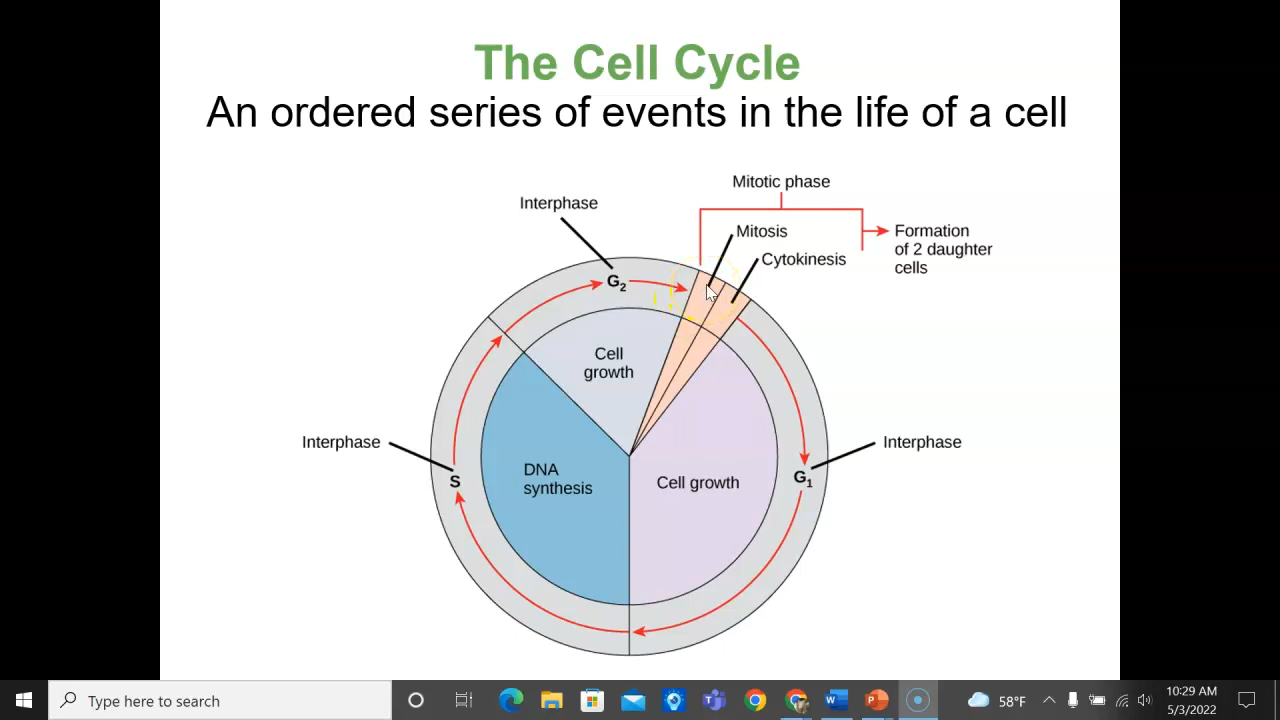 The Cell Cycle
An ordered series of events in the life of a cell
Mitotic phase
Interphase
Mitosis
Formation
of 2 daughter
cells
Cytokinesis
G2
Cell
growth
Interphase
Interphase
S
DNA
synthesis
Cell growth
G1
Type here to search
58°F
10:29 AM
5/3/2022